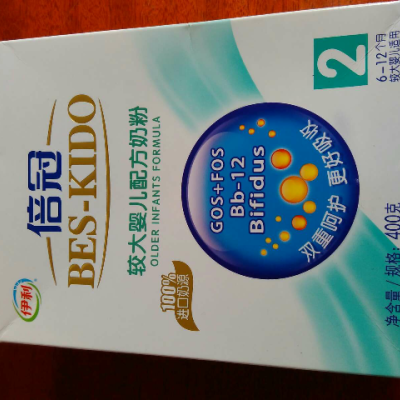 伊利
倍冠
BES-KIDO
较大婴儿配方奶粉
OLDER INFANTS FORMULA
100%
进口奶源
GOS+FOS
Bb-12
Bifidus
双重呵护 更好吸收
2
6-12个月
较大婴儿适用
净含量/规格:400克